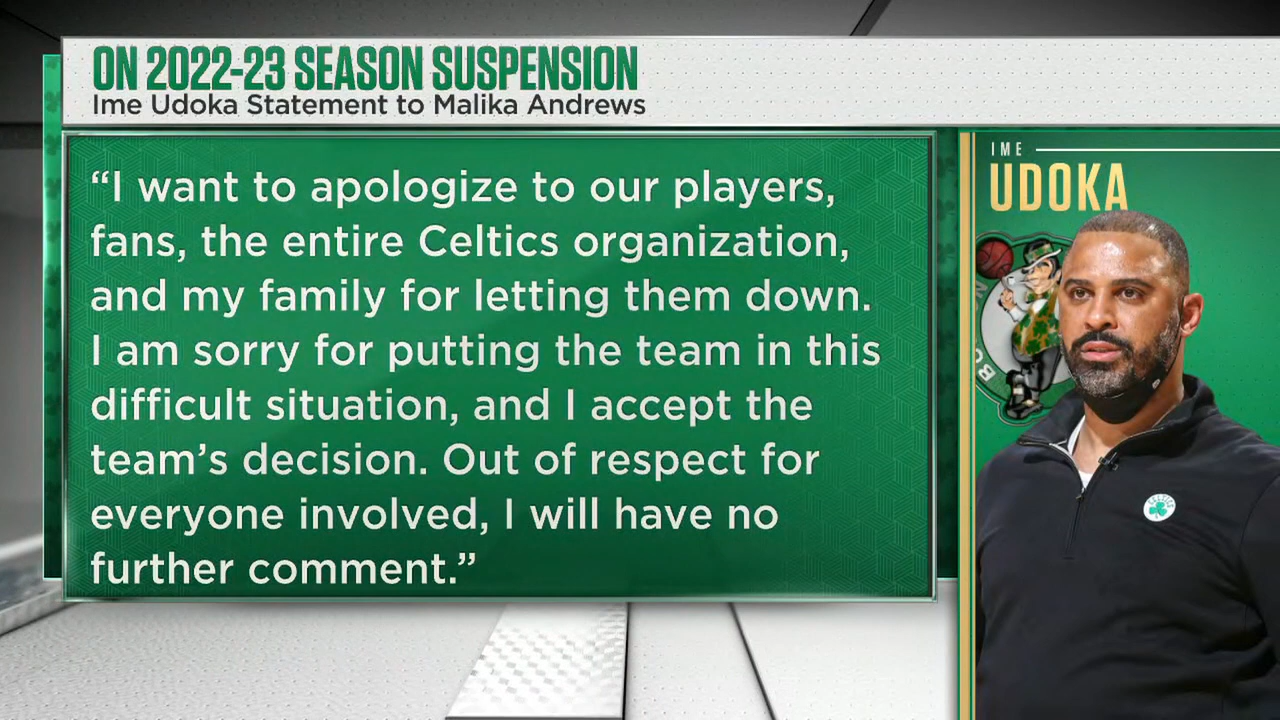 ON 2022-23 SEASON SUSPENSION
Ime Udoka Statement to Malika Andrews
“I want to apologize to our players,
fans, the entire Celtics organization,
and my family for letting them down.
I am sorry for putting the team in this
difficult situation, and I accept the
team’s decision. Out of respect for
everyone involved, I will have no
further comment.”
IME
UDOKA
CELTICS